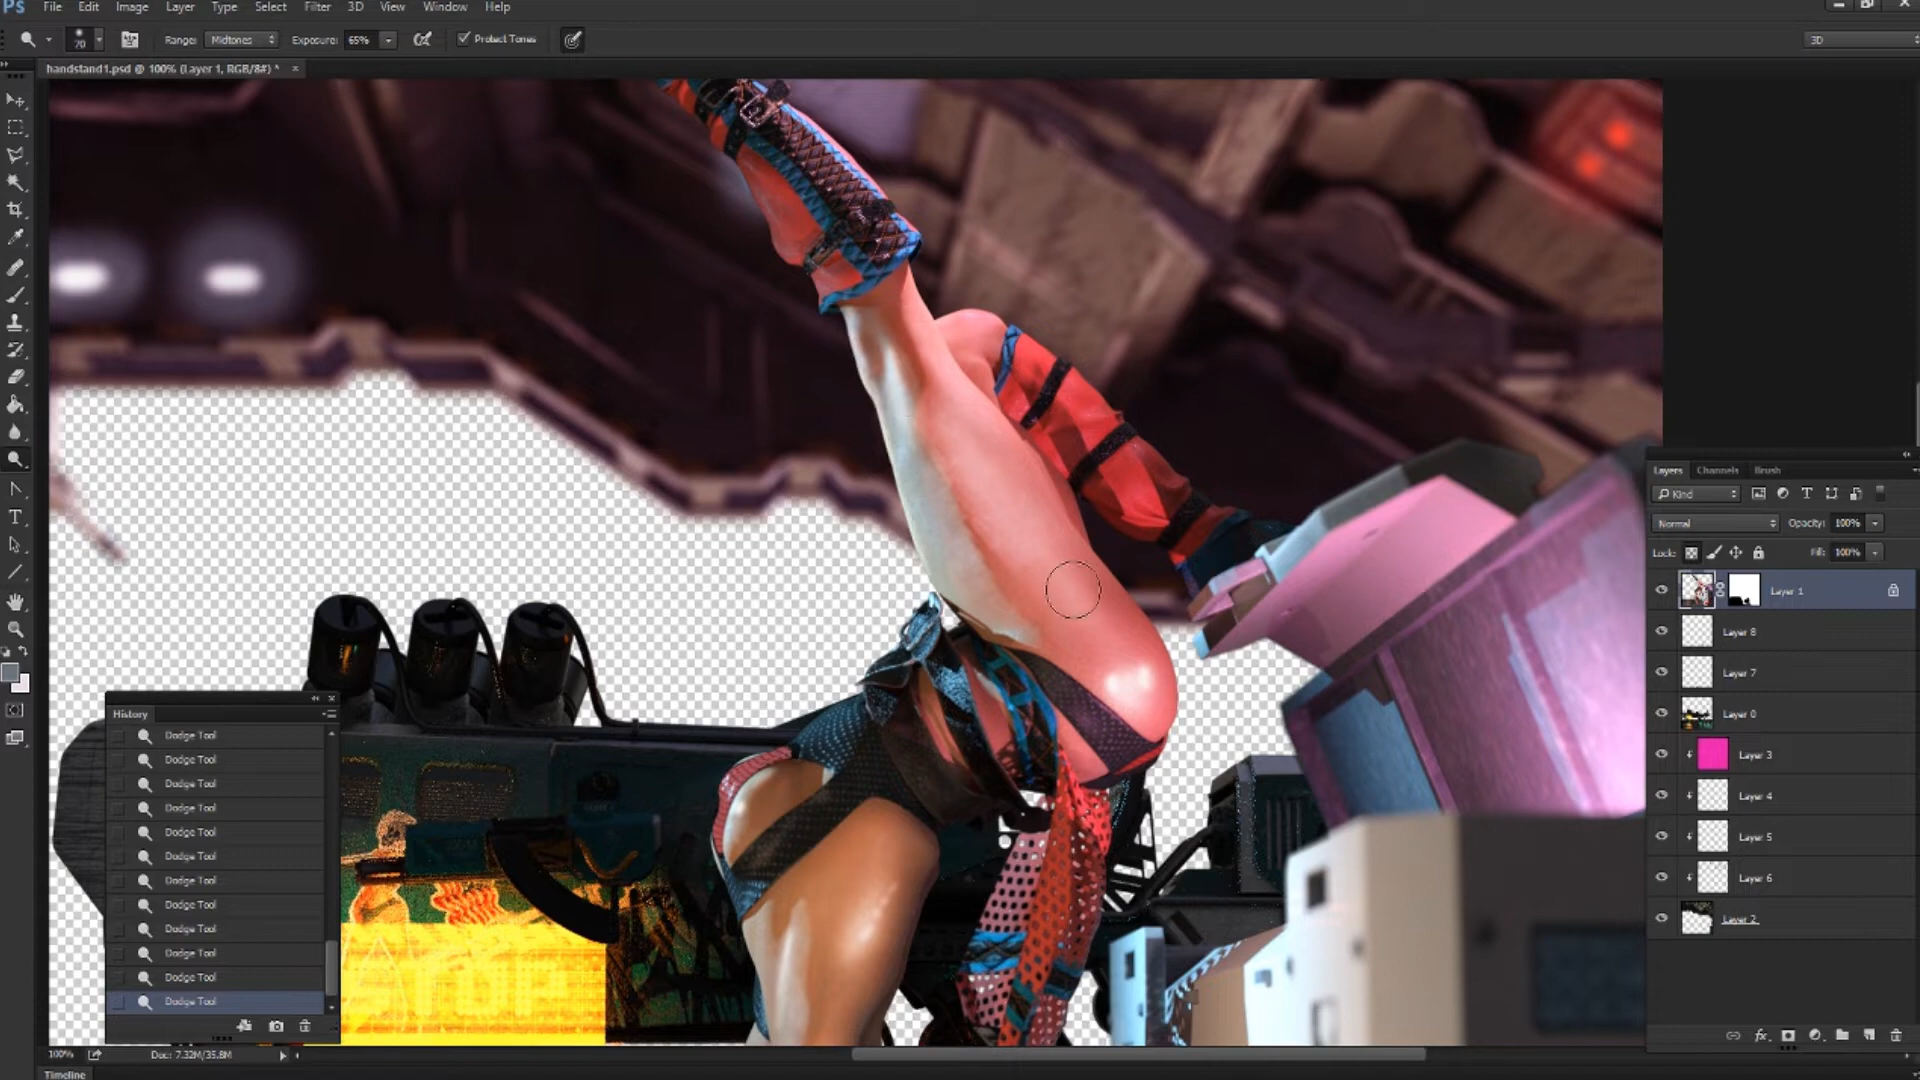 Ps File Edit Image Layer Type Select Filter 3D View Window Help
70 Range: Midtones Exposure: 65% Protect Tones 3D
handstand1.psd @ 100% (Layer 1, RGB/8#) * ×
Layers Channels Brush
Kind
Normal Opacity: 100%
Lock: Fill: 100%
Layer 1
Layer 8
Layer 7
Layer 0
Layer 3
Layer 4
Layer 5
Layer 6
Layer 2
History
Dodge Tool
Dodge Tool
Dodge Tool
Dodge Tool
Dodge Tool
Dodge Tool
Dodge Tool
Dodge Tool
Dodge Tool
Dodge Tool
Dodge Tool
Dodge Tool
STOP
100% Doc: 7.32M/35.8M
Timeline